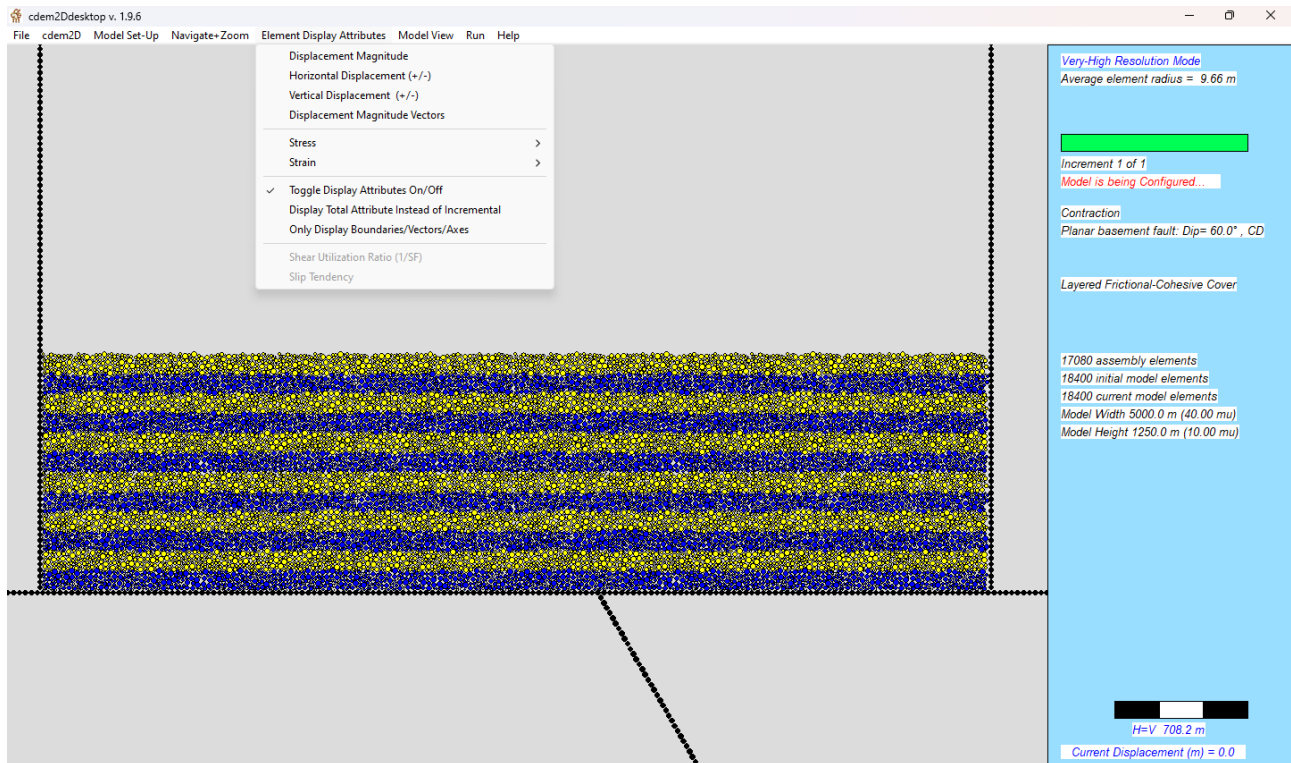 cdem2Ddesktop v. 1.9.6
File cdem2D Model Set-Up Navigate+Zoom Element Display Attributes Model View Run Help
Displacement Magnitude
Horizontal Displacement (+/-)
Vertical Displacement (+/-)
Displacement Magnitude Vectors
Stress
Strain
Toggle Display Attributes On/Off
Display Total Attribute Instead of Incremental
Only Display Boundaries/Vectors/Axes
Shear Utilization Ratio (1/SF)
Slip Tendency
Very-High Resolution Mode
Average element radius = 9.66 m
Increment 1 of 1
Model is being Configured...
Contraction
Planar basement fault: Dip= 60.0° , CD
Layered Frictional-Cohesive Cover
17080 assembly elements
18400 initial model elements
18400 current model elements
Model Width 5000.0 m (40.00 mu)
Model Height 1250.0 m (10.00 mu)
H=V 708.2 m
Current Displacement (m) = 0.0